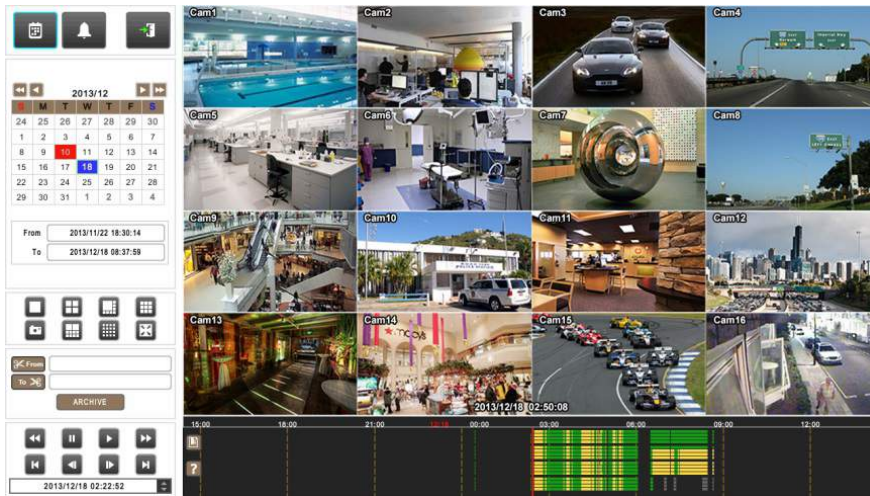 Cam1 Cam2 Cam3 Cam4
2013/12
S M T W T F S
24 25 26 27 28 29 30
1 2 3 4 5 6 7
8 9 10 11 12 13 14
15 16 17 18 19 20 21
22 23 24 25 26 27 28
29 30 31 1 2 3 4
Cam5 Cam6 Cam7 Cam8
From 2013/11/22 18:30:14
To 2013/12/18 08:37:59
Cam9 Cam10 Cam11 Cam12
Cam13 Cam14 Cam15 Cam16
macys
From
To
ARCHIVE
2013/12/18 02:50:08
15:00 18:00 21:00 12/18 00:00 03:00 06:00 09:00 12:00
?
2013/12/18 02:22:52